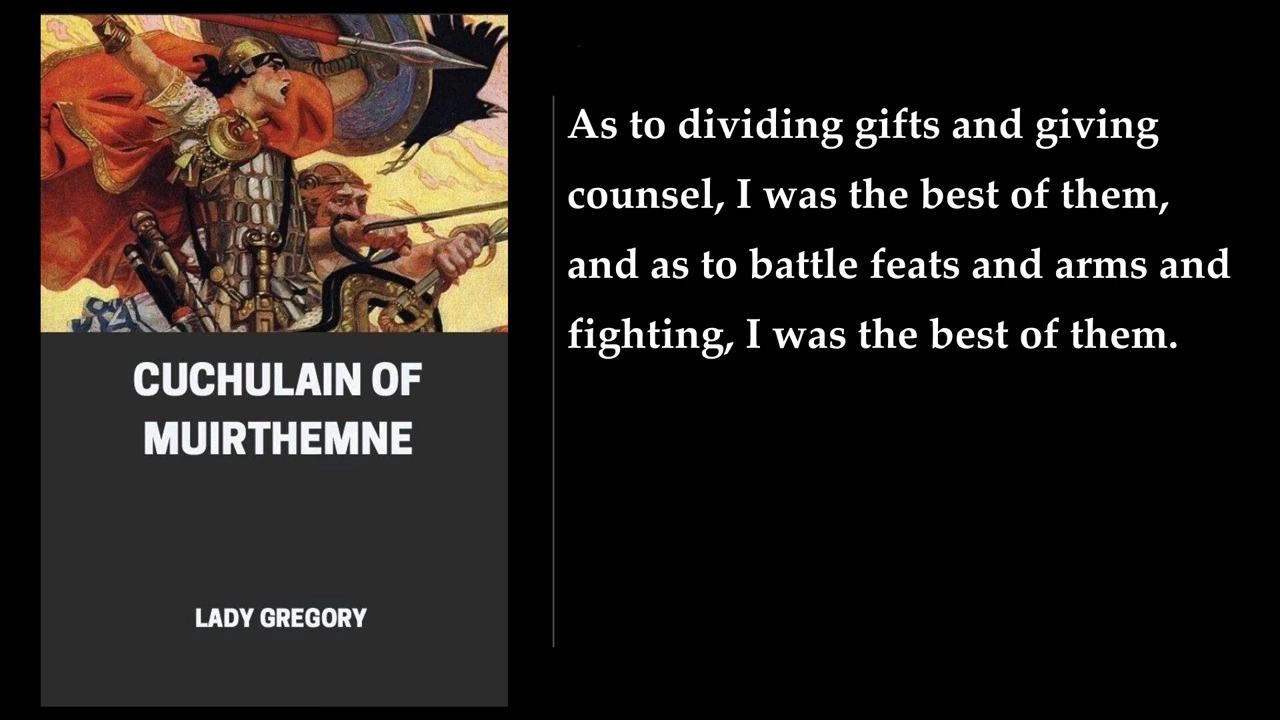 CUCHULAIN OF
MUIRTHEMNE
LADY GREGORY
As to dividing gifts and giving
counsel, I was the best of them,
and as to battle feats and arms and
fighting, I was the best of them.